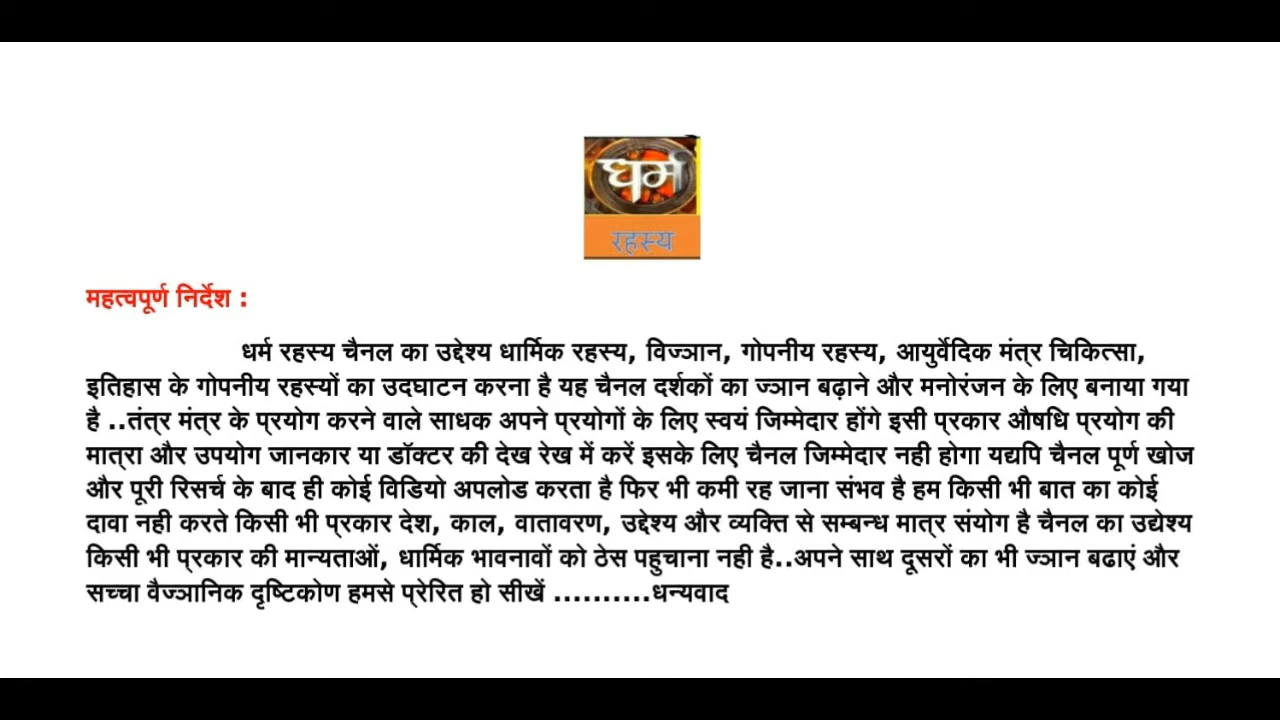 धर्म
रहस्य
महत्वपूर्ण निर्देश :
धर्म रहस्य चैनल का उद्देश्य धार्मिक रहस्य, विज्ञान, गोपनीय रहस्य, आयुर्वेदिक मंत्र चिकित्सा,
इतिहास के गोपनीय रहस्यों का उदघाटन करना है यह चैनल दर्शकों का ज्ञान बढ़ाने और मनोरंजन के लिए बनाया गया
है ..तंत्र मंत्र के प्रयोग करने वाले साधक अपने प्रयोगों के लिए स्वयं जिम्मेदार होंगे इसी प्रकार औषधि प्रयोग की
मात्रा और उपयोग जानकार या डॉक्टर की देख रेख में करें इसके लिए चैनल जिम्मेदार नही होगा यद्यपि चैनल पूर्ण खोज
और पूरी रिसर्च के बाद ही कोई विडियो अपलोड करता है फिर भी कमी रह जाना संभव है हम किसी भी बात का कोई
दावा नही करते किसी भी प्रकार देश, काल, वातावरण, उद्देश्य और व्यक्ति से सम्बन्ध मात्र संयोग है चैनल का उद्येश्य
किसी भी प्रकार की मान्यताओं, धार्मिक भावनावों को ठेस पहुचाना नही है..अपने साथ दूसरों का भी ज्ञान बढाएं और
सच्चा वैज्ञानिक दृष्टिकोण हमसे प्रेरित हो सीखें ..........धन्यवाद